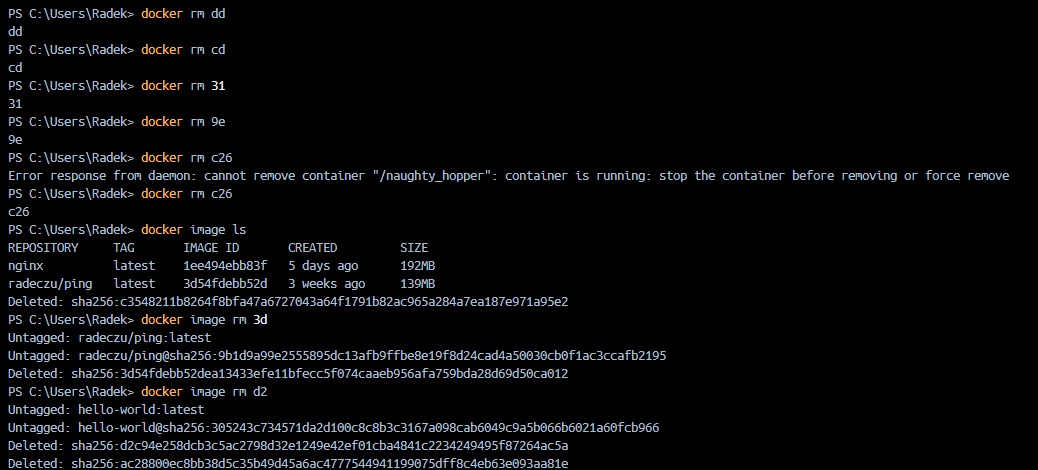 PS C:\Users\Radek> docker rm dd
dd
PS C:\Users\Radek> docker rm cd
cd
PS C:\Users\Radek> docker rm 31
31
PS C:\Users\Radek> docker rm 9e
9e
PS C:\Users\Radek> docker rm c26
Error response from daemon: cannot remove container "/naughty_hopper": container is running: stop the container before removing or force remove
PS C:\Users\Radek> docker rm c26
c26
PS C:\Users\Radek> docker image ls
REPOSITORY     TAG       IMAGE ID       CREATED         SIZE
nginx          latest    1ee494ebb83f   5 days ago      192MB
radeczu/ping   latest    3d54fdebb52d   3 weeks ago     139MB
Deleted: sha256:c3548211b8264f8bfa47a6727043a64f1791b82ac965a284a7ea187e971a95e2
PS C:\Users\Radek> docker image rm 3d
Untagged: radeczu/ping:latest
Untagged: radeczu/ping@sha256:9b1d9a99e2555895dc13afb9ffbe8e19f8d24cad4a50030cb0f1ac3ccafb2195
Deleted: sha256:3d54fdebb52dea13433efe11bfecc5f074caaeb956afa759bda28d69d50ca012
PS C:\Users\Radek> docker image rm d2
Untagged: hello-world:latest
Untagged: hello-world@sha256:305243c734571da2d100c8c8b3c3167a098cab6049c9a5b066b6021a60fcb966
Deleted: sha256:d2c94e258dcb3c5ac2798d32e1249e42ef01cba4841c2234249495f87264ac5a
Deleted: sha256:ac28800ec8bb38d5c35b49d45a6ac4777544941199075dff8c4eb63e093aa81e